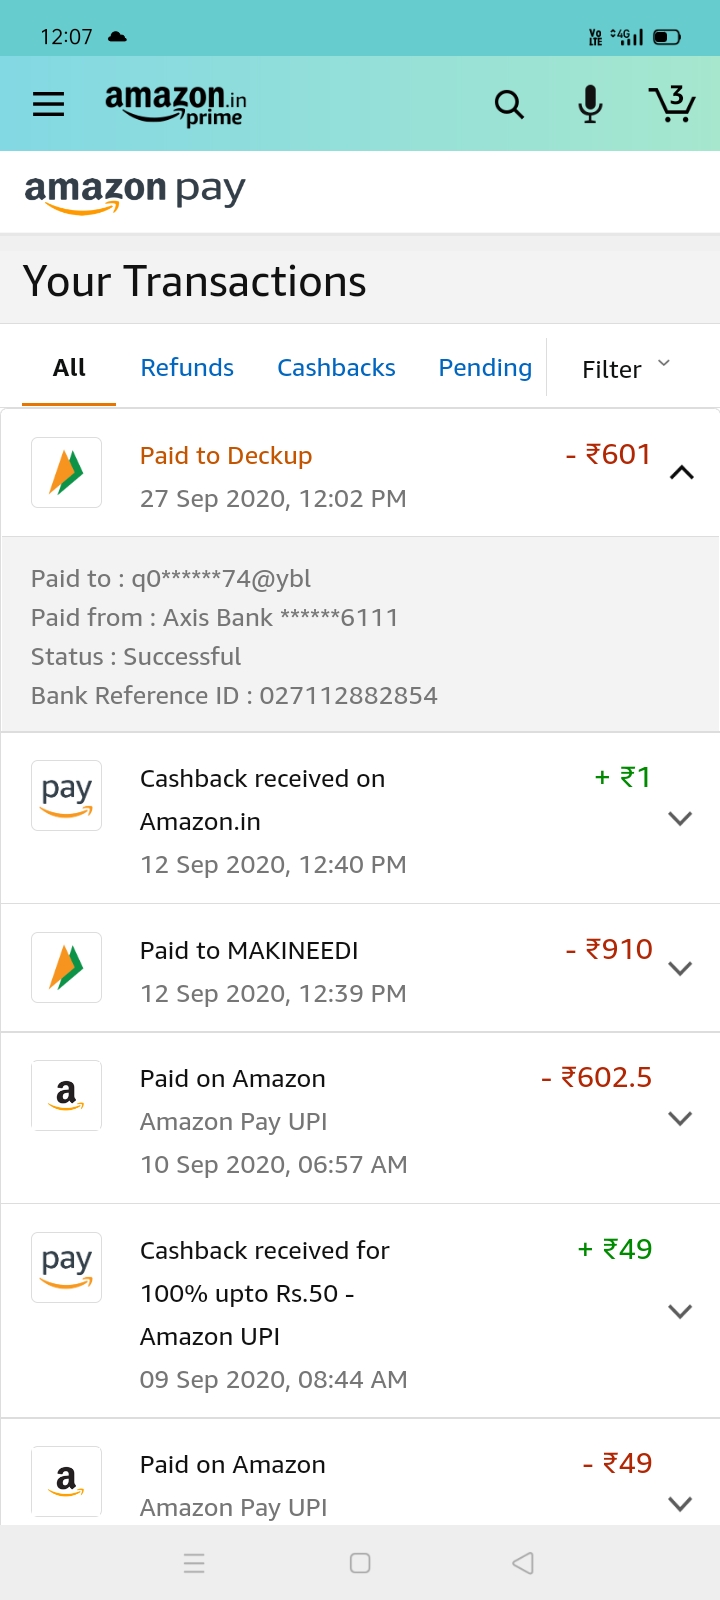 12:07
Vo LTE 4G
amazon.in
prime
3
amazon pay
Your Transactions
All Refunds Cashbacks Pending Filter
Paid to Deckup - ₹601
27 Sep 2020, 12:02 PM
Paid to : q0******74@ybl
Paid from : Axis Bank ******6111
Status : Successful
Bank Reference ID : 027112882854
pay
Cashback received on + ₹1
Amazon.in
12 Sep 2020, 12:40 PM
Paid to MAKINEEDI - ₹910
12 Sep 2020, 12:39 PM
a
Paid on Amazon - ₹602.5
Amazon Pay UPI
10 Sep 2020, 06:57 AM
pay
Cashback received for + ₹49
100% upto Rs.50 -
Amazon UPI
09 Sep 2020, 08:44 AM
a
Paid on Amazon - ₹49
Amazon Pay UPI